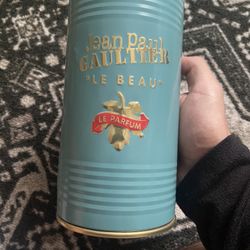 Jean Paul
GAULTIER
"LE BEAU"
LE PARFUM